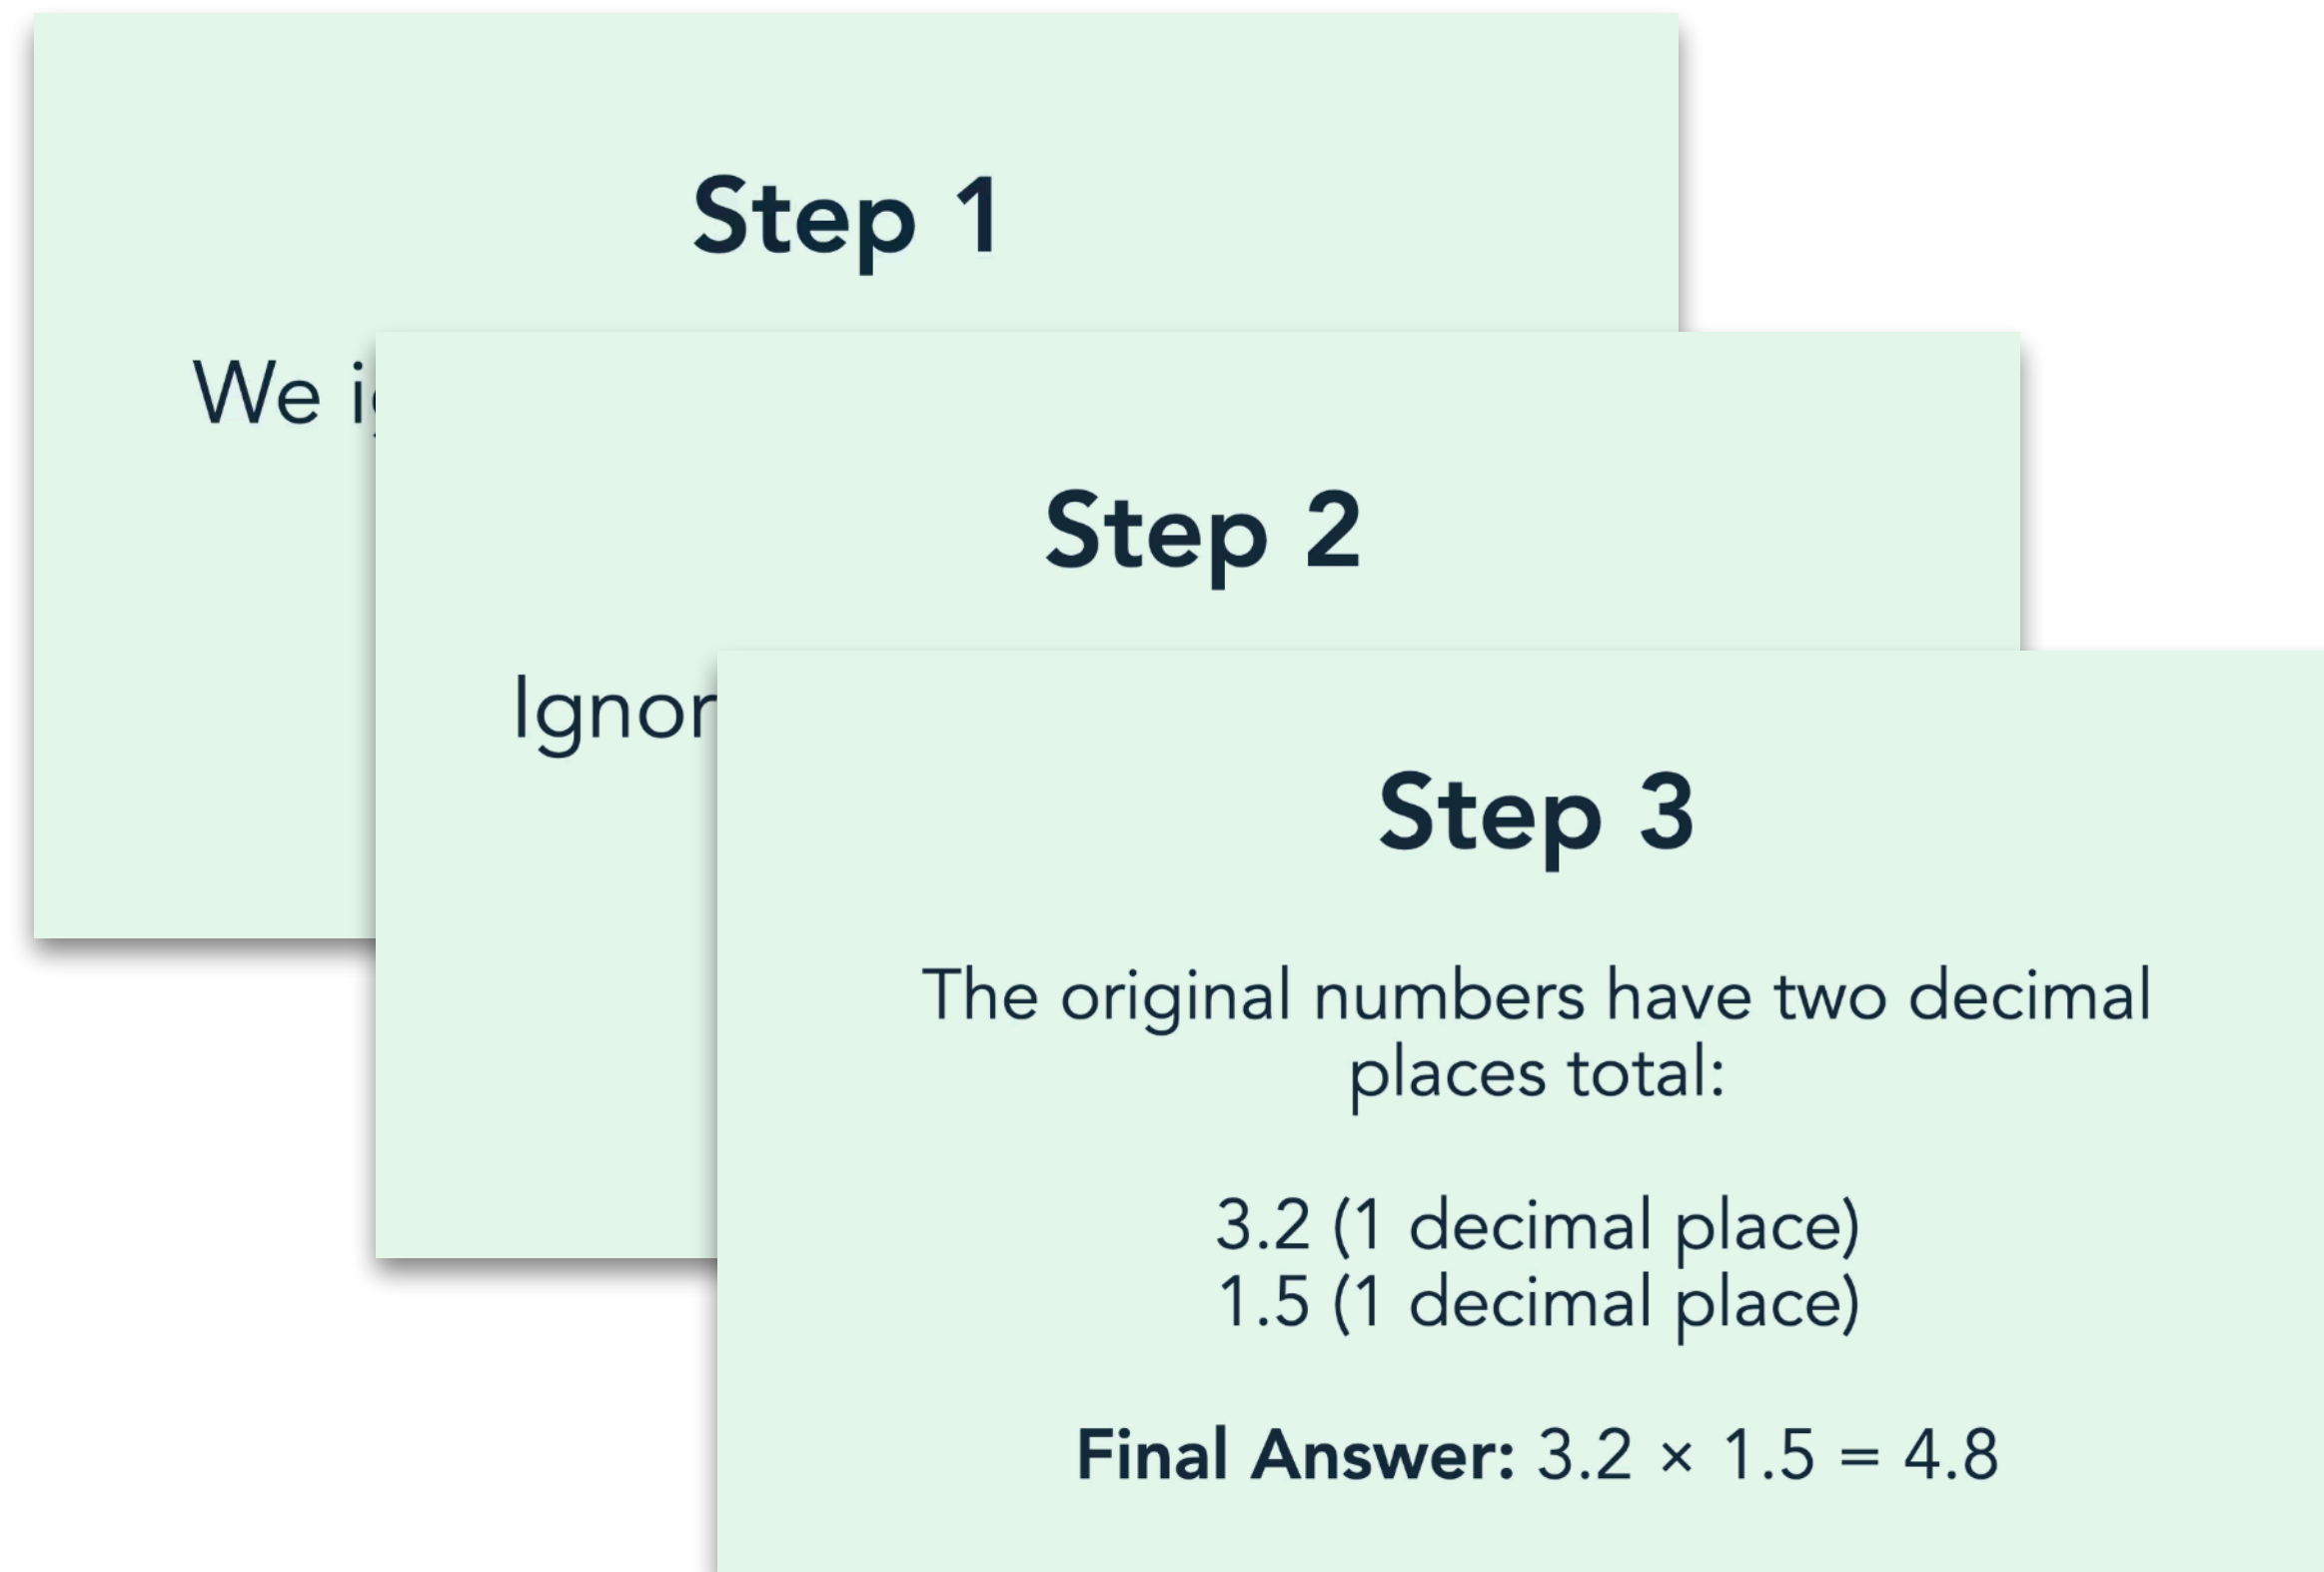 Step 1
We
Step 2
Step 3
The original numbers have two decimal
places total:
3.2 (1 decimal place)
1.5 (1 decimal place)
Final Answer: 3.2 × 1.5 = 4.8